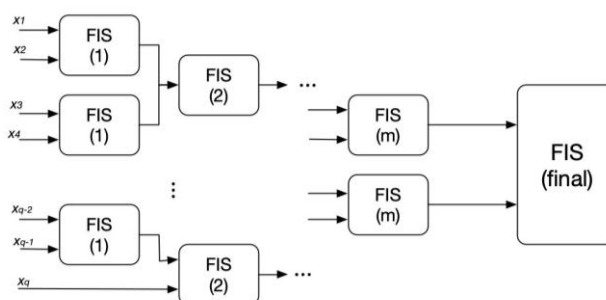 x1
x2
FIS
(1)
FIS
(2)
...
x3
x4
FIS
(1)
FIS
(m)
FIS
(final)
...
FIS
(m)
xq-2
xq-1
FIS
(1)
xq
FIS
(2)
...